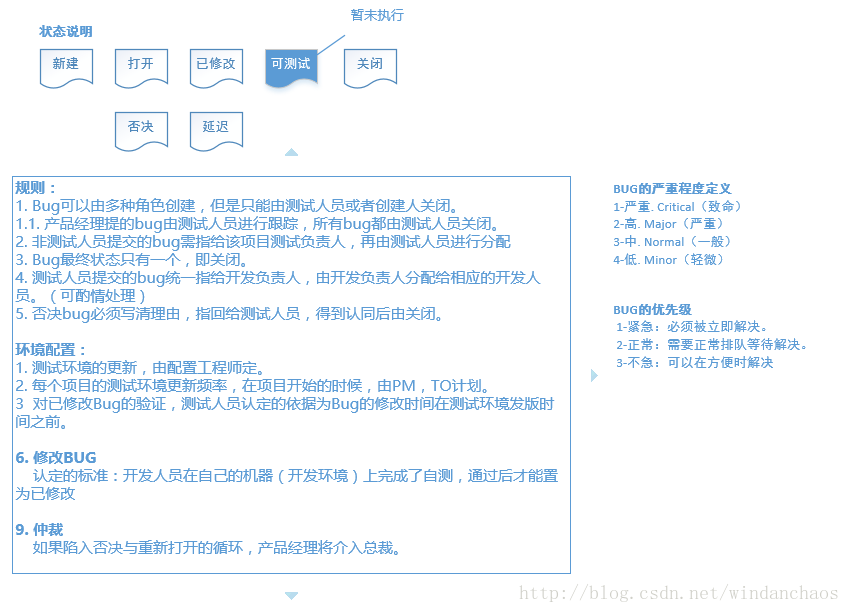 暂未执行
状态说明
新建
打开
已修改
可测试
关闭
否决
延迟
规则：
1. Bug可以由多种角色创建，但是只能由测试人员或者创建人关闭。
1.1. 产品经理提的bug由测试人员进行跟踪，所有bug都由测试人员关闭。
2. 非测试人员提交的bug需指给该项目测试负责人，再由测试人员进行分配
3. Bug最终状态只有一个，即关闭。
4. 测试人员提交的bug统一指给开发负责人，由开发负责人分配给相应的开发人
员。（可酌情处理）
5. 否决bug必须写清理由，指回给测试人员，得到认同后由关闭。
环境配置：
1. 测试环境的更新，由配置工程师定。
2. 每个项目的测试环境更新频率，在项目开始的时候，由PM，TO计划。
3 对已修改Bug的验证，测试人员认定的依据为Bug的修改时间在测试环境发版时
间之前。
6. 修改BUG
认定的标准：开发人员在自己的机器（开发环境）上完成了自测，通过后才能置
为已修改
9. 仲裁
如果陷入否决与重新打开的循环，产品经理将介入总裁。
BUG的严重程度定义
1-严重. Critical（致命）
2-高. Major（严重）
3-中. Normal（一般）
4-低. Minor（轻微）
BUG的优先级
1-紧急：必须被立即解决。
2-正常：需要正常排队等待解决。
3-不急：可以在方便时解决
http://blog.csdn.net/windanchaos